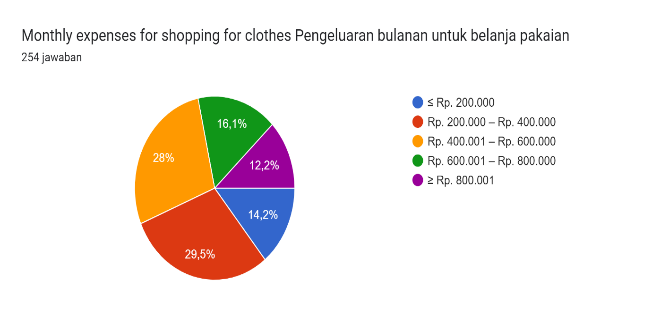 Monthly expenses for shopping for clothes Pengeluaran bulanan untuk belanja pakaian
254 jawaban
16,1%
28%
12,2%
14,2%
29,5%
≤ Rp. 200.000
Rp. 200.000 – Rp. 400.000
Rp. 400.001 – Rp. 600.000
Rp. 600.001 – Rp. 800.000
≥ Rp. 800.001